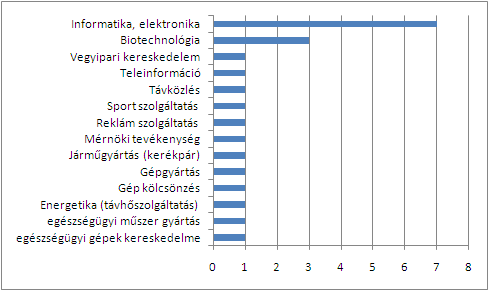 Informatika, elektronika
Biotechnológia
Vegyipari kereskedelem
Teleinformáció
Távközlés
Sport szolgáltatás
Reklám szolgáltatás
Mérnöki tevékenység
Járműgyártás (kerékpár)
Gépgyártás
Gép kölcsönzés
Energetika (távhőszolgáltatás)
egészségügyi műszer gyártás
egészségügyi gépek kereskedelme
0 1 2 3 4 5 6 7 8